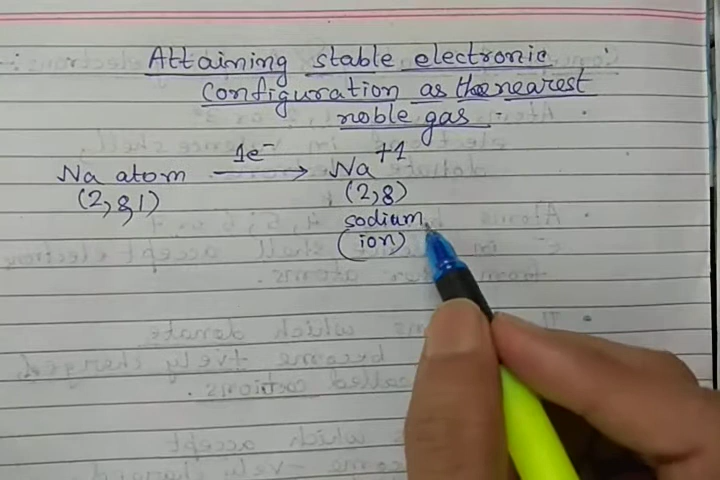 Attaining stable electronic
Configuration as the nearest
noble gas.
Na atom 1e⁻ → Na⁺¹
(2,8,1) (2,8)
sodium
(ion)